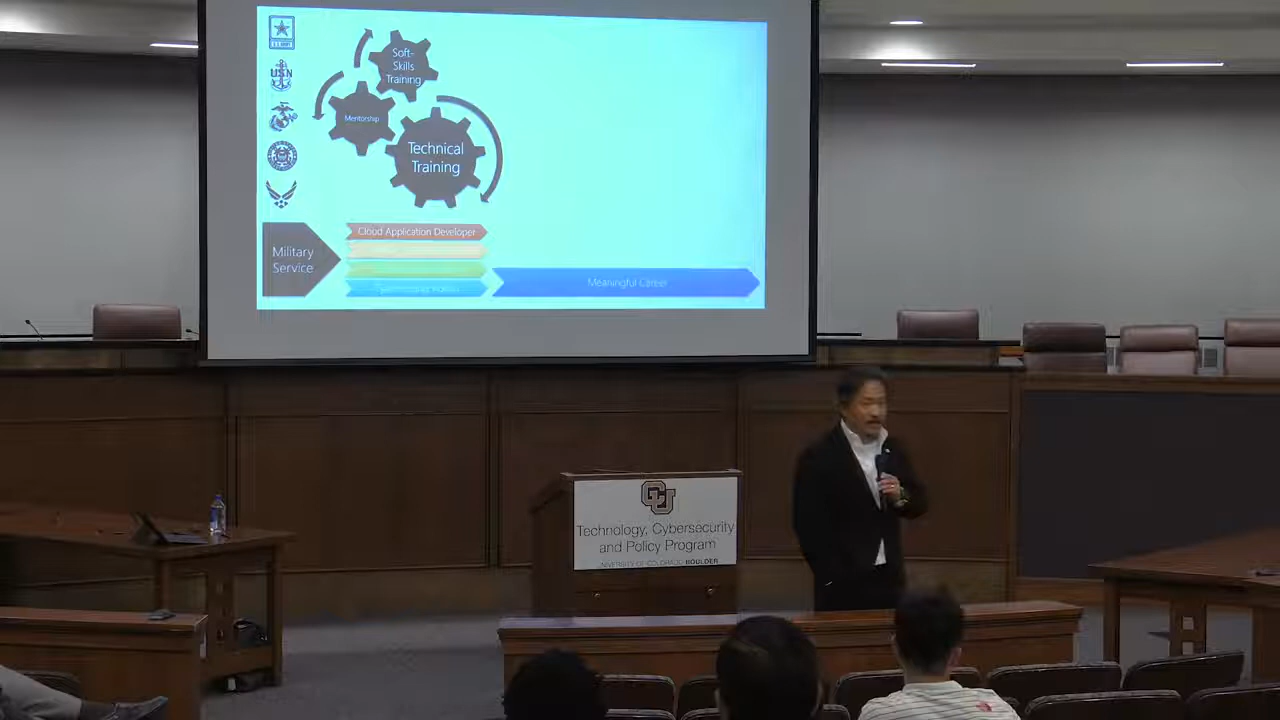 U.S. ARMY
USN
Soft-
Skills
Training
Mentorship
Technical
Training
Military
Service
Cloud Application Developer
Meaningful Career
CU
Technology, Cybersecurity
and Policy Program
UNIVERSITY OF COLORADO BOULDER